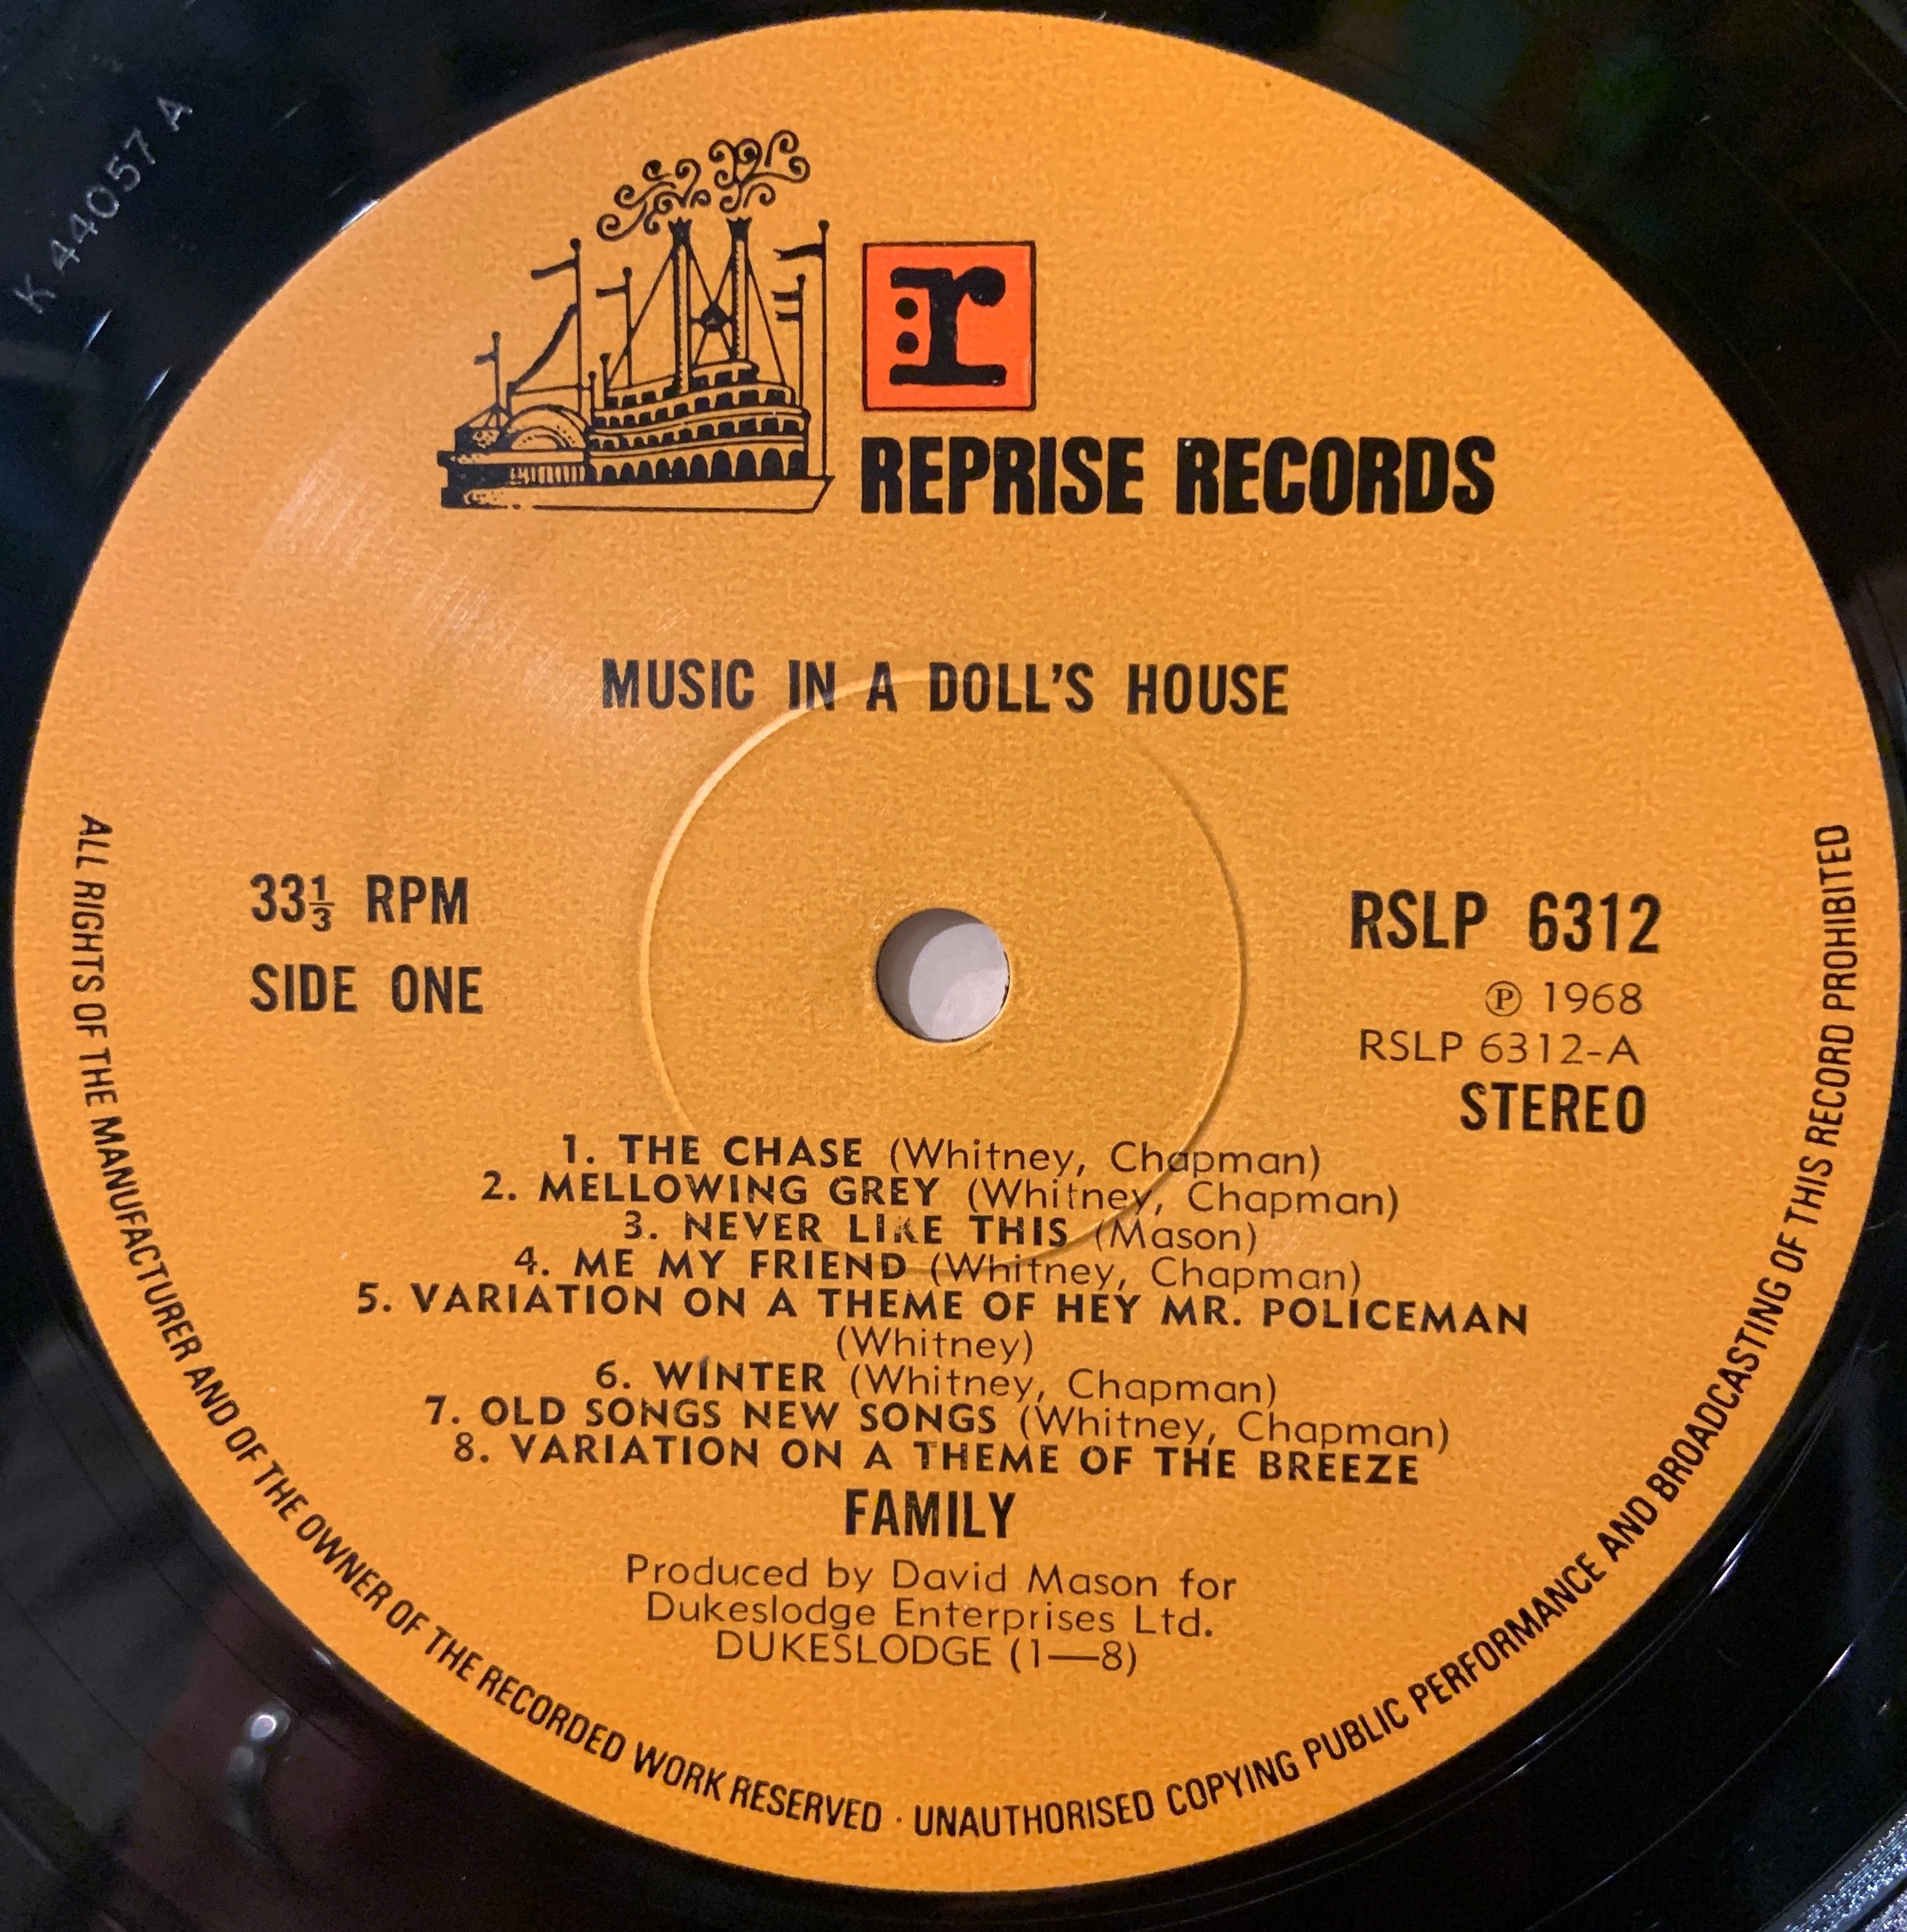 K 44057 A
r
REPRISE RECORDS
MUSIC IN A DOLL'S HOUSE
33⅓ RPM
SIDE ONE
RSLP 6312
℗ 1968
RSLP 6312-A
STEREO
1. THE CHASE (Whitney, Chapman)
2. MELLOWING GREY (Whitney, Chapman)
3. NEVER LIKE THIS (Mason)
4. ME MY FRIEND (Whitney, Chapman)
5. VARIATION ON A THEME OF HEY MR. POLICEMAN
(Whitney)
6. WINTER (Whitney, Chapman)
7. OLD SONGS NEW SONGS (Whitney, Chapman)
8. VARIATION ON A THEME OF THE BREEZE
FAMILY
Produced by David Mason for
Dukeslodge Enterprises Ltd.
DUKESLODGE (1—8)
ALL RIGHTS OF THE MANUFACTURER AND OF THE OWNER OF THE RECORDED WORK RESERVED · UNAUTHORISED COPYING PUBLIC PERFORMANCE AND BROADCASTING OF THIS RECORD PROHIBITED